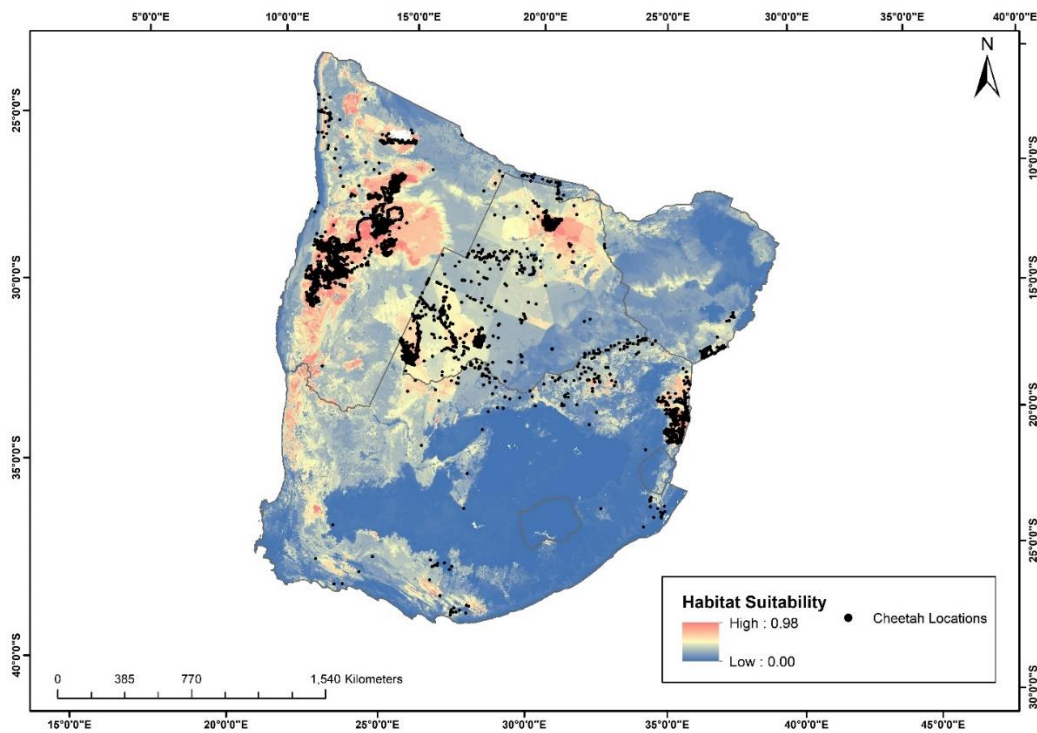 5°0'0"E 10°0'0"E 15°0'0"E 20°0'0"E 25°0'0"E 30°0'0"E 35°0'0"E 40°0'0"E
N
25°0'0"S
10°0'0"S
30°0'0"S
15°0'0"S
20°0'0"S
35°0'0"S
25°0'0"S
Habitat Suitability
High : 0.98
Low : 0.00
Cheetah Locations
40°0'0"S
30°0'0"S
0 385 770 1,540 Kilometers
15°0'0"E 20°0'0"E 25°0'0"E 30°0'0"E 35°0'0"E 40°0'0"E 45°0'0"E